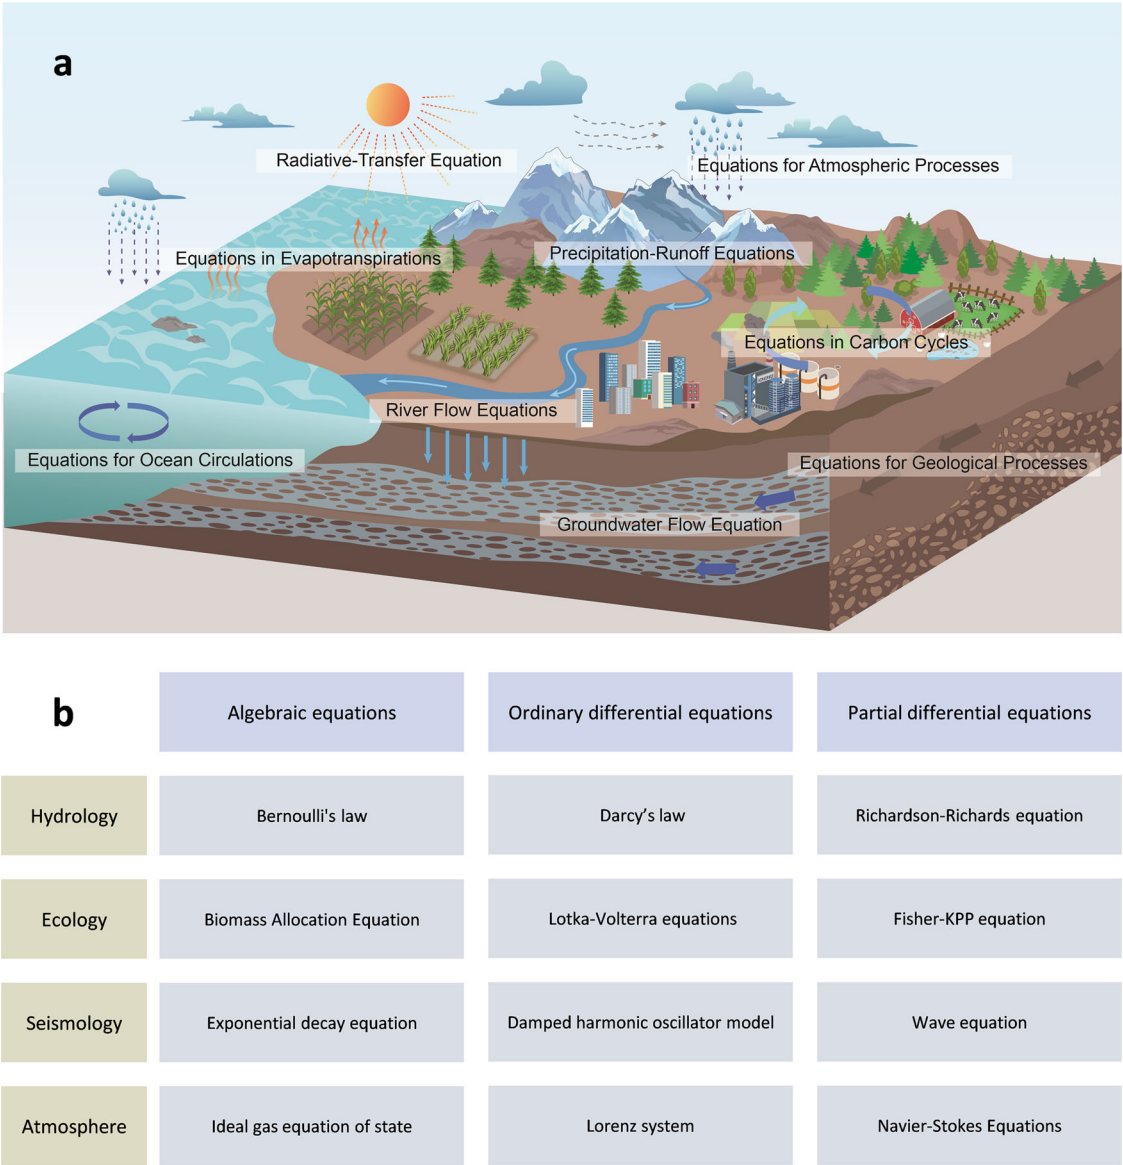 a
Radiative-Transfer Equation
Equations for Atmospheric Processes
Equations in Evapotranspirations
Precipitation-Runoff Equations
Equations in Carbon Cycles
River Flow Equations
Equations for Ocean Circulations
Equations for Geological Processes
Groundwater Flow Equation
b
Algebraic equations
Ordinary differential equations
Partial differential equations
Hydrology
Bernoulli's law
Darcy’s law
Richardson-Richards equation
Ecology
Biomass Allocation Equation
Lotka-Volterra equations
Fisher-KPP equation
Seismology
Exponential decay equation
Damped harmonic oscillator model
Wave equation
Atmosphere
Ideal gas equation of state
Lorenz system
Navier-Stokes Equations